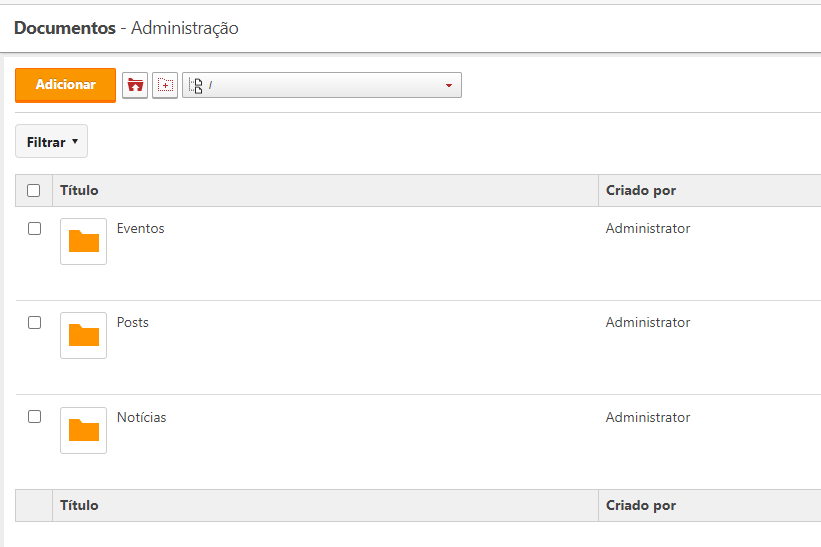 Documentos - Administração
Adicionar /
Filtrar
Título Criado por
Eventos Administrator
Posts Administrator
Notícias Administrator
Título Criado por